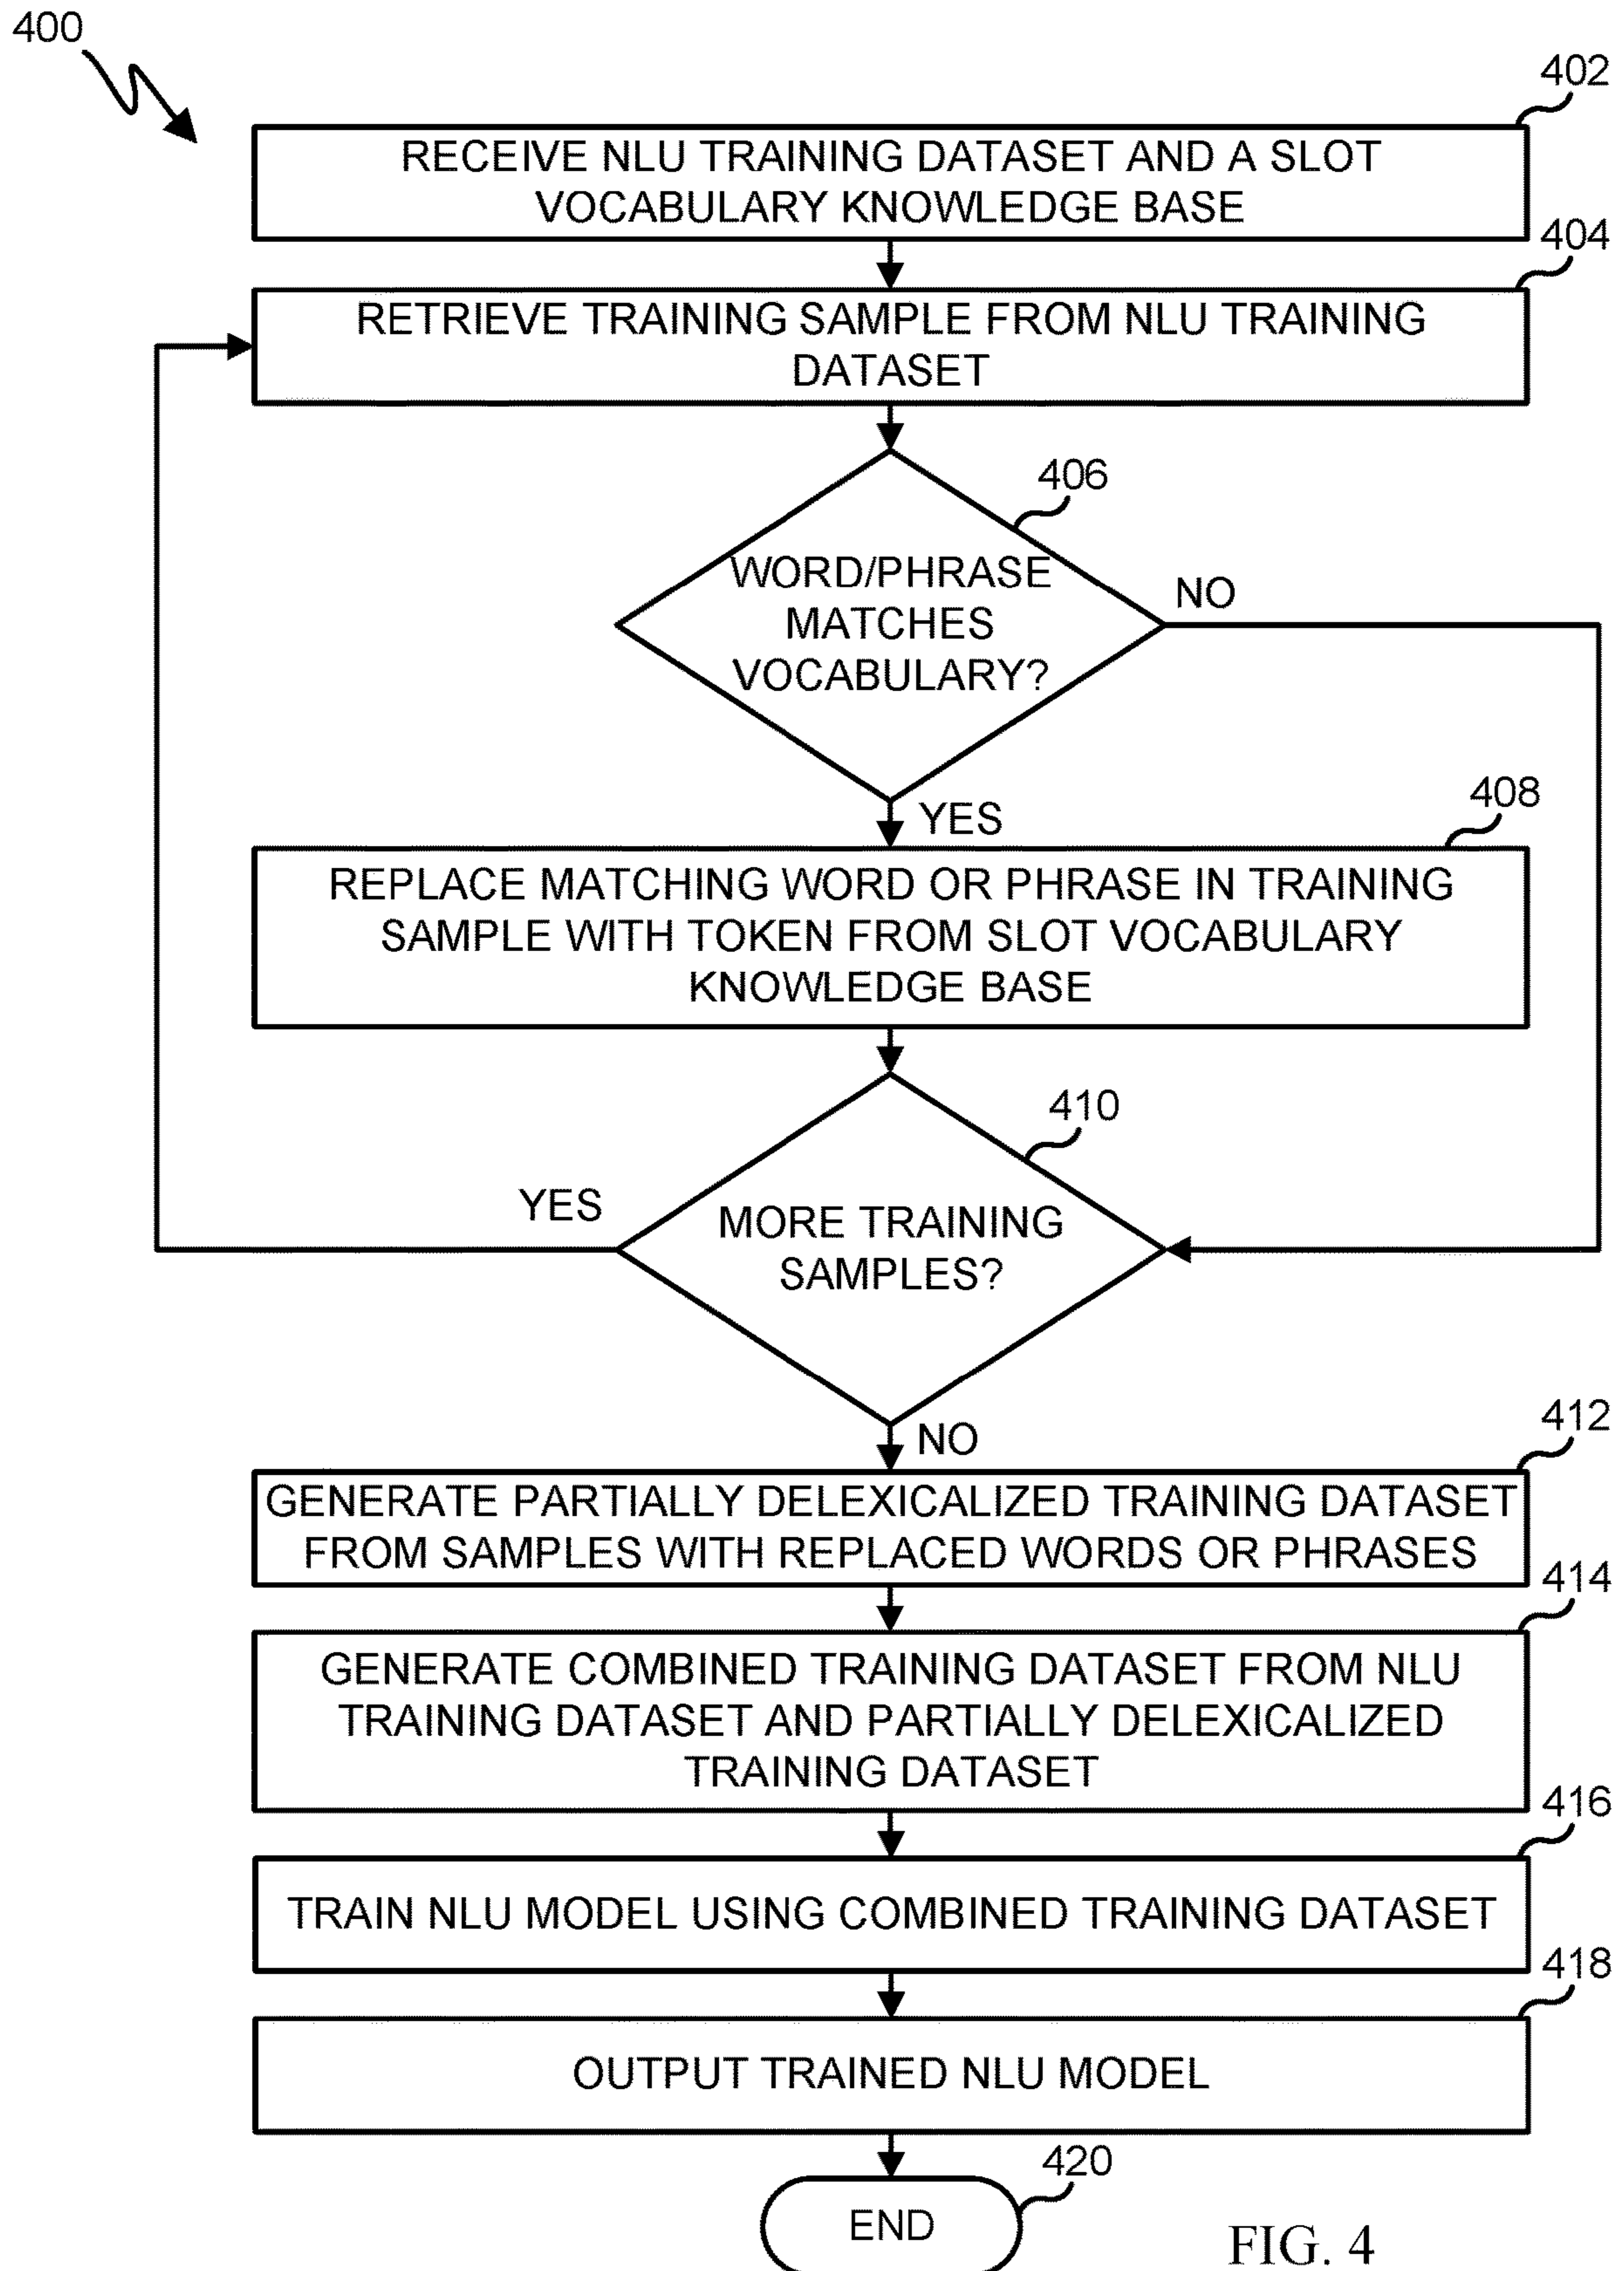 400
402
RECEIVE NLU TRAINING DATASET AND A SLOT
VOCABULARY KNOWLEDGE BASE
404
RETRIEVE TRAINING SAMPLE FROM NLU TRAINING
DATASET
406
WORD/PHRASE
MATCHES
VOCABULARY?
NO
YES
408
REPLACE MATCHING WORD OR PHRASE IN TRAINING
SAMPLE WITH TOKEN FROM SLOT VOCABULARY
KNOWLEDGE BASE
410
YES
MORE TRAINING
SAMPLES?
NO
412
GENERATE PARTIALLY DELEXICALIZED TRAINING DATASET
FROM SAMPLES WITH REPLACED WORDS OR PHRASES
414
GENERATE COMBINED TRAINING DATASET FROM NLU
TRAINING DATASET AND PARTIALLY DELEXICALIZED
TRAINING DATASET
416
TRAIN NLU MODEL USING COMBINED TRAINING DATASET
418
OUTPUT TRAINED NLU MODEL
420
END
FIG. 4